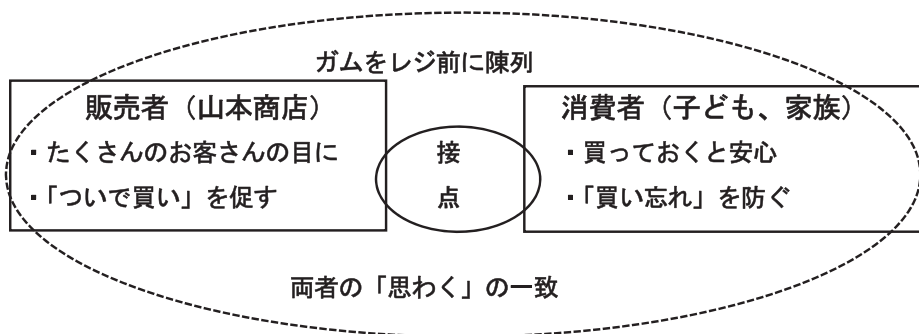 ガムをレジ前に陳列
販売者（山本商店）
・たくさんのお客さんの目に
・「ついで買い」を促す
接
点
消費者（子ども、家族）
・買っておくと安心
・「買い忘れ」を防ぐ
両者の「思わく」の一致